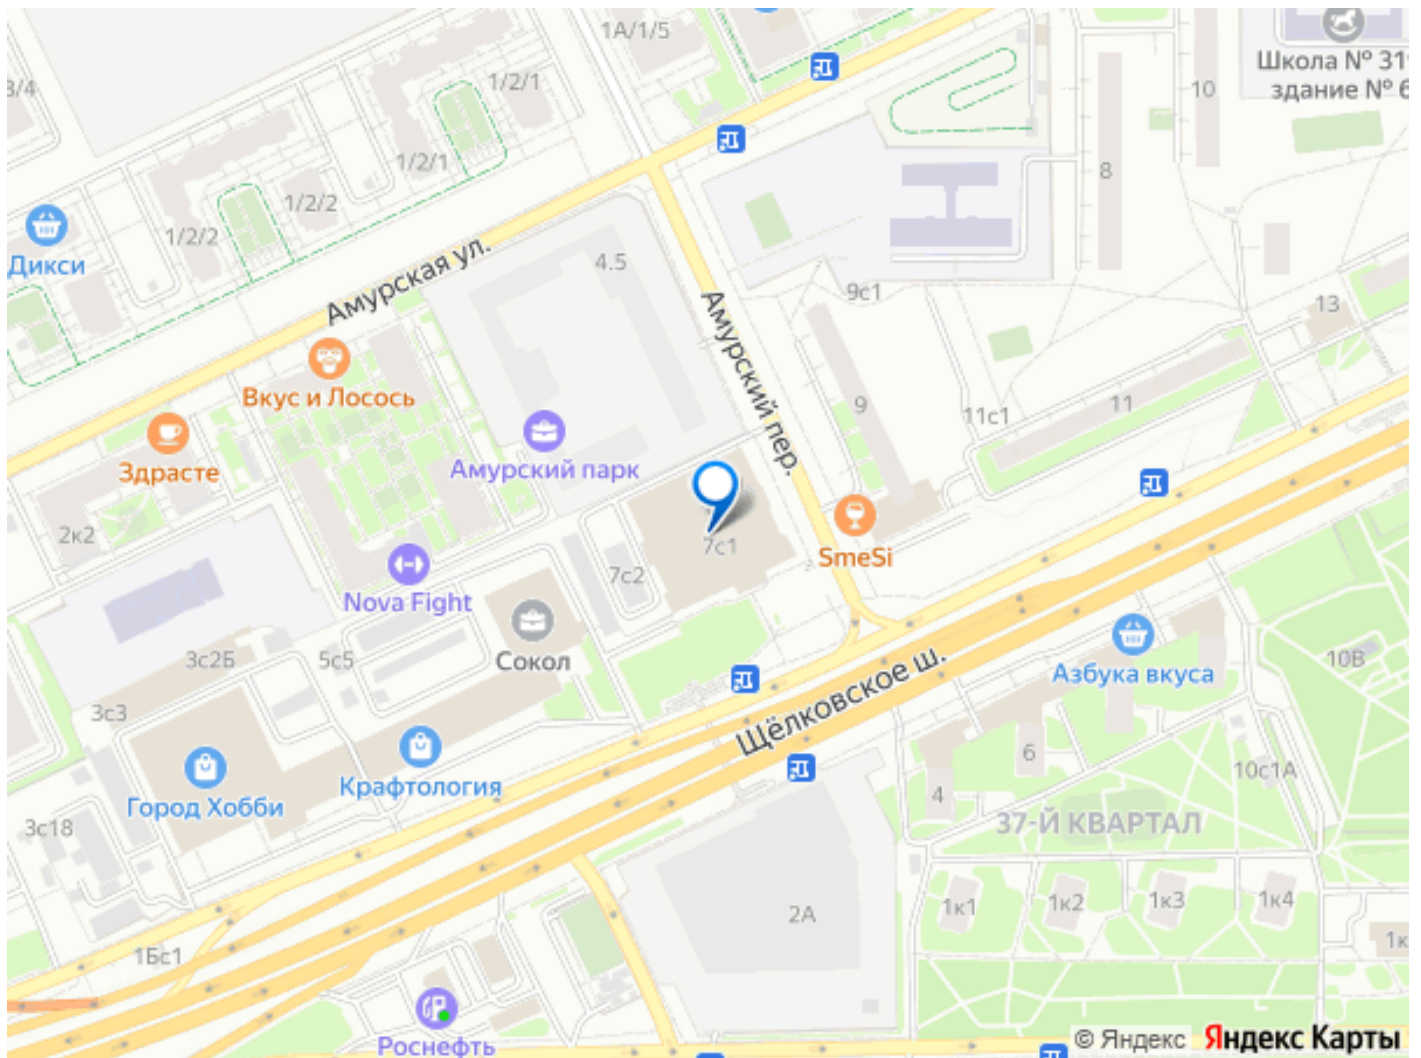 1А/1/5
Школа № 31
здание № 6
3/4
1/2/1
10
1/2/1
8
1/2/2
1/2/2
Дикси
4.5
Амурская ул.
9с1
13
Амурский пер.
Вкус и Лосось
9
11
11с1
Здрасте
Амурский парк
2к2
7с1
SmeSi
7с2
Nova Fight
3с2Б
5с5
Сокол
10В
Азбука вкуса
Щёлковское ш.
3с3
6
10с1А
Крафтология
Город Хобби
4
3с18
37-Й КВАРТАЛ
1к1
1к2
1к3
1к4
2А
1к
1Бс1
Роснефть
© Яндекс Яндекс Карты